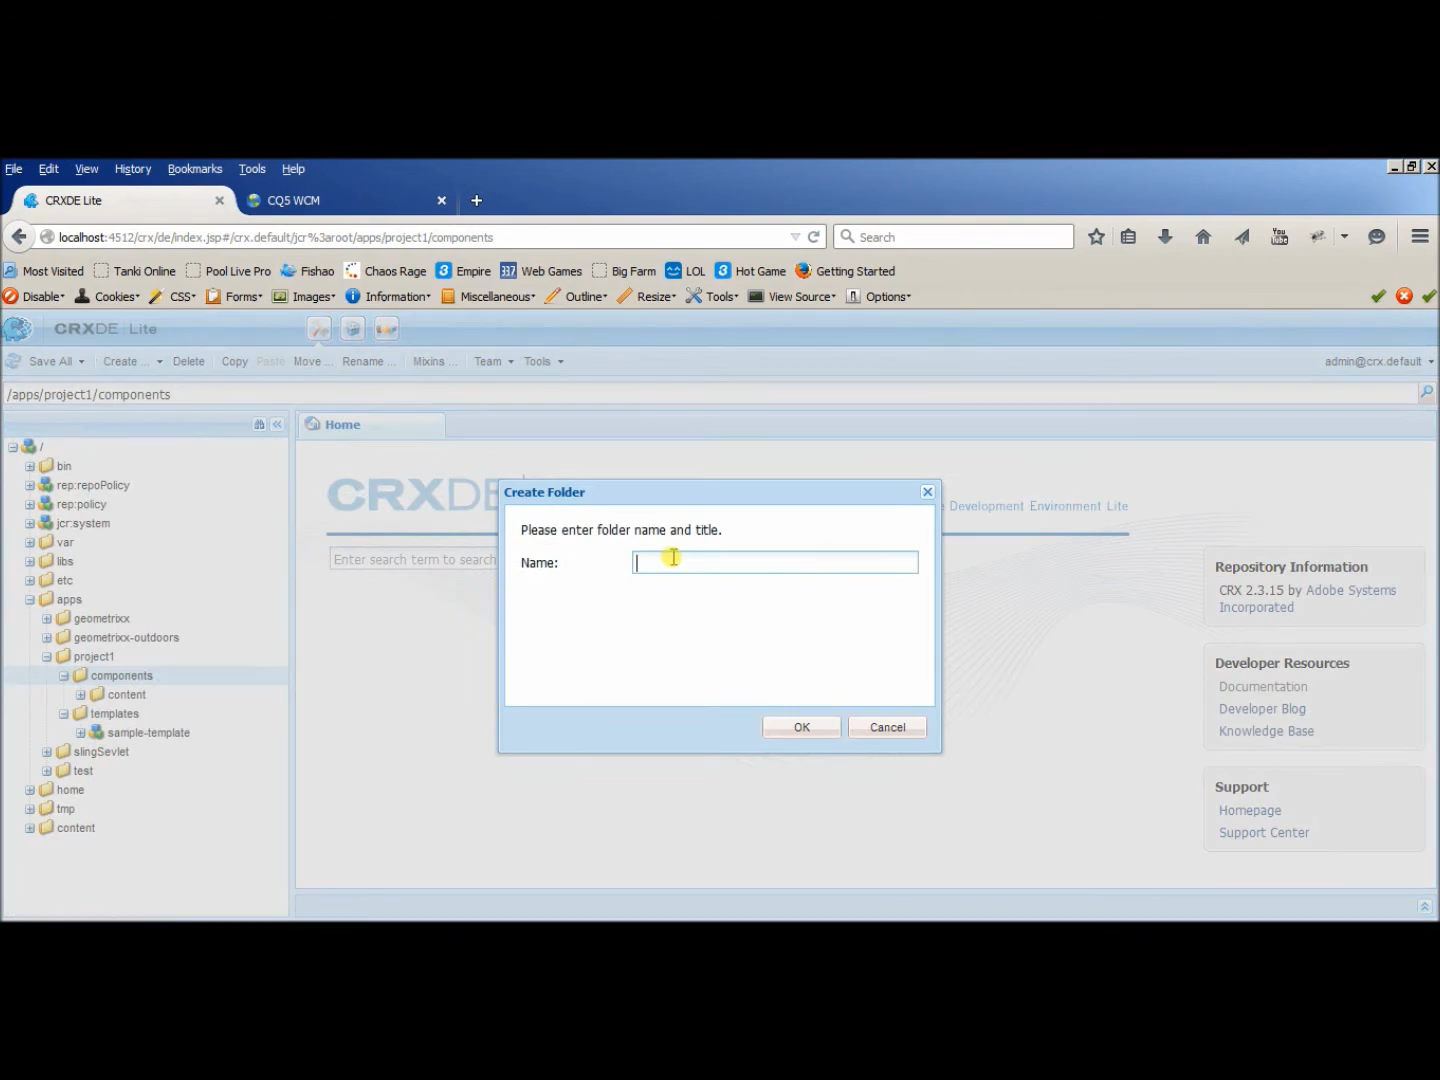 File Edit View History Bookmarks Tools Help
CRXDE Lite CQ5 WCM
localhost:4512/crx/de/index.jsp#/crx.default/jcr%3aroot/apps/project1/components Search
Most Visited Tanki Online Pool Live Pro Fishao Chaos Rage Empire Web Games Big Farm LOL Hot Game Getting Started
Disable Cookies CSS Forms Images Information Miscellaneous Outline Resize Tools View Source Options
CRXDE Lite
Save All Create ... Delete Copy Paste Move ... Rename ... Mixins ... Team Tools admin@crx.default
/apps/project1/components
Home
/
bin
rep:repoPolicy
rep:policy
jcr:system
var
libs
etc
apps
geometrixx
geometrixx-outdoors
project1
components
content
templates
sample-template
slingSevlet
test
home
tmp
content
CRXDE
Development Environment Lite
Enter search term to search
Create Folder
Please enter folder name and title.
Name:
OK Cancel
Repository Information
CRX 2.3.15 by Adobe Systems
Incorporated
Developer Resources
Documentation
Developer Blog
Knowledge Base
Support
Homepage
Support Center